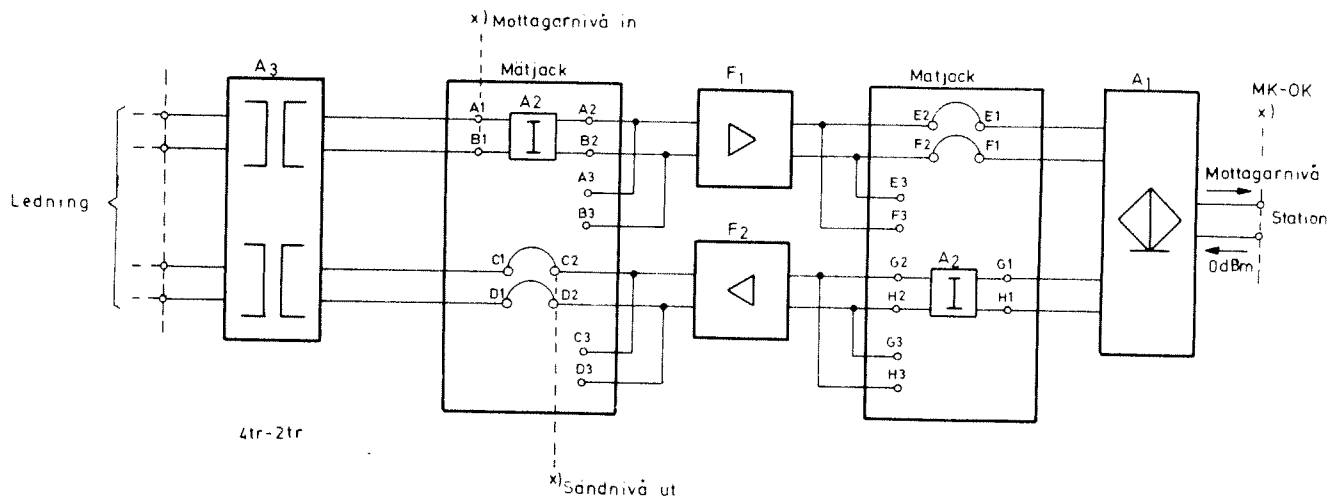 x) Mottagarnivå in
A3
Mätjack
F1
Matjack
A1
MK-OK
x)
A1
A2
A2
E2
E1
B1
B2
F2
F1
Mottagarnivå
A3
E3
Ledning
B3
F3
Station
F2
0dBm
C1
C2
G2
A2
G1
D1
D2
H2
H1
C3
G3
D3
H3
4tr-2tr
x) Sändnivå ut